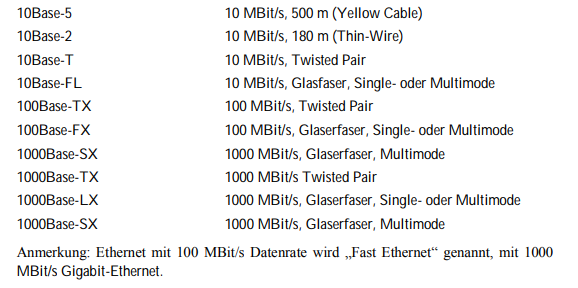 10Base-5 10 MBit/s, 500 m (Yellow Cable)
10Base-2 10 MBit/s, 180 m (Thin-Wire)
10Base-T 10 MBit/s, Twisted Pair
10Base-FL 10 MBit/s, Glasfaser, Single- oder Multimode
100Base-TX 100 MBit/s, Twisted Pair
100Base-FX 100 MBit/s, Glaserfaser, Single- oder Multimode
1000Base-SX 1000 MBit/s, Glaserfaser, Multimode
1000Base-TX 1000 MBit/s Twisted Pair
1000Base-LX 1000 MBit/s, Glaserfaser, Single- oder Multimode
1000Base-SX 1000 MBit/s, Glaserfaser, Multimode
Anmerkung: Ethernet mit 100 MBit/s Datenrate wird „Fast Ethernet“ genannt, mit 1000
MBit/s Gigabit-Ethernet.